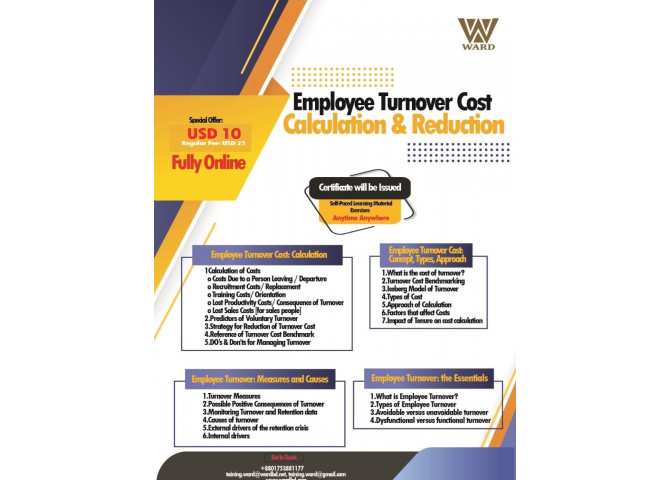 WARD
Employee Turnover Cost
Calculation & Reduction
Special Offer:
USD 10
Regular Fee: USD 25
Fully Online
Certificate will be Issued
Self-Paced Learning Material
Exercises
Anytime Anywhere
Employee Turnover Cost: Calculation
1Calculation of Costs
o Costs Due to a Person Leaving / Departure
o Recruitment Costs/ Replacement
o Training Costs/ Orientation
o Lost Productivity Costs/ Consequence of Turnover
o Lost Sales Costs [for sales people]
2.Predictors of Voluntary Turnover
3.Strategy for Reduction of Turnover Cost
4.Reference of Turnover Cost Benchmark
5.DO's & Don'ts for Managing Turnover
Employee Turnover Cost:
Concept, Types, Approach
1.What is the cost of turnover?
2.Turnover Cost Benchmarking
3.Iceberg Model of Turnover
4.Types of Cost
5.Approach of Calculation
6.Factors that affect Costs
7.Impact of Tenure on cost calculation
Employee Turnover: Measures and Causes
1.Turnover Measures
2.Possible Positive Consequences of Turnover
3.Monitoring Turnover and Retention data
4.Causes of turnover
5.External drivers of the retention crisis
6.Internal drivers
Employee Turnover: the Essentials
1.What is Employee Turnover?
2.Types of Employee Turnover
3.Avoidable versus unavoidable turnover
4.Dysfunctional versus functional turnover
Get In Touch
+8801753881177
taining.ward@wardbd.net, taining.ward@gmail.com